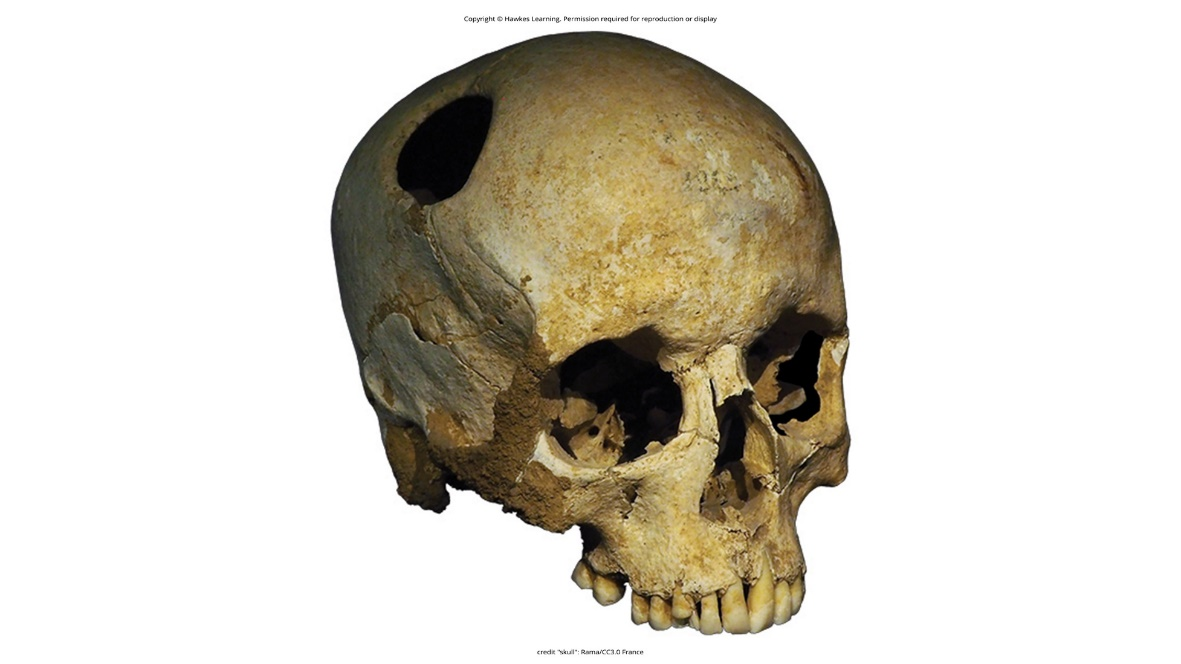 Copyright © Hawkes Learning. Permission required for reproduction or display
credit "skull": Rama/CC3.0 France